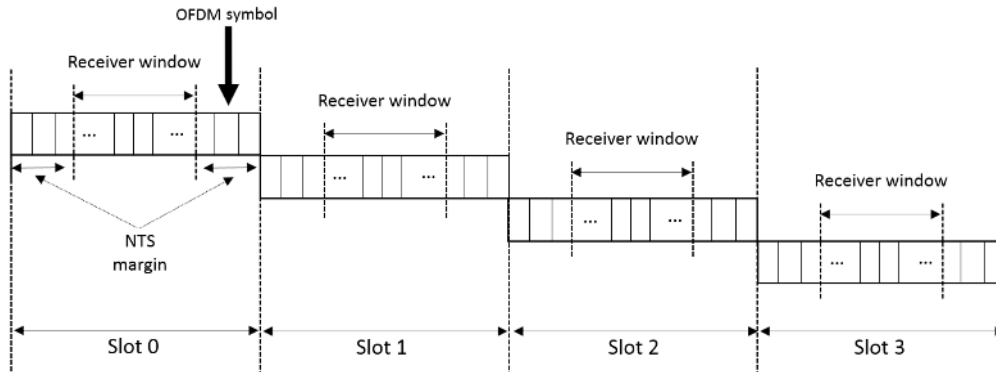 OFDM symbol
Receiver window
Receiver window
Receiver window
Receiver window
... ...
... ...
... ...
... ...
NTS
margin
Slot 0
Slot 1
Slot 2
Slot 3